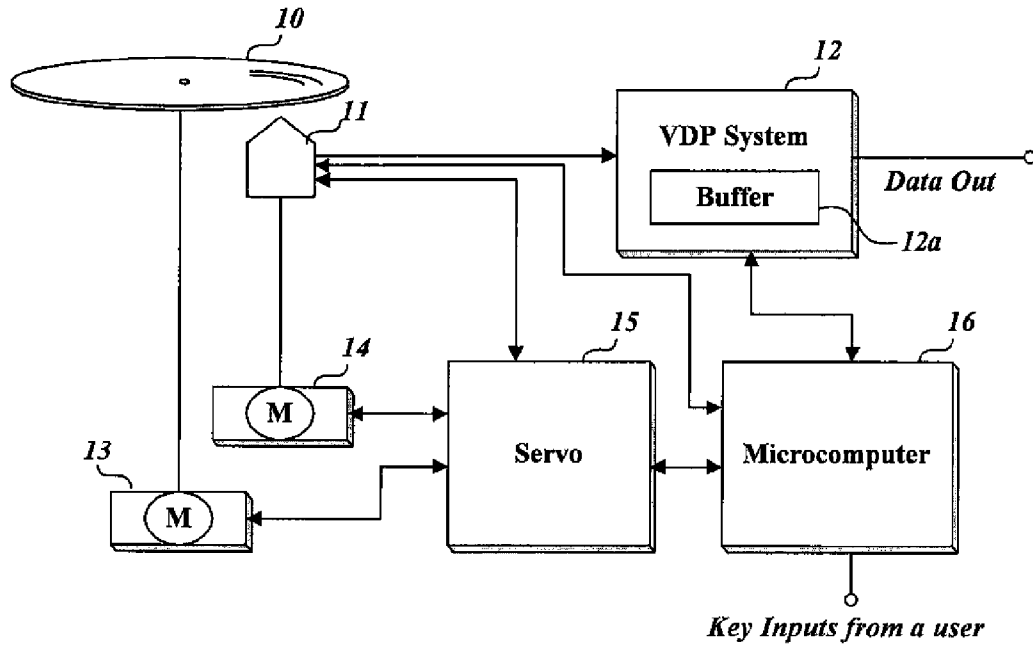 10
12
11
VDP System
Data Out
Buffer
12a
15
16
14
M
Servo
Microcomputer
13
M
Key Inputs from a user